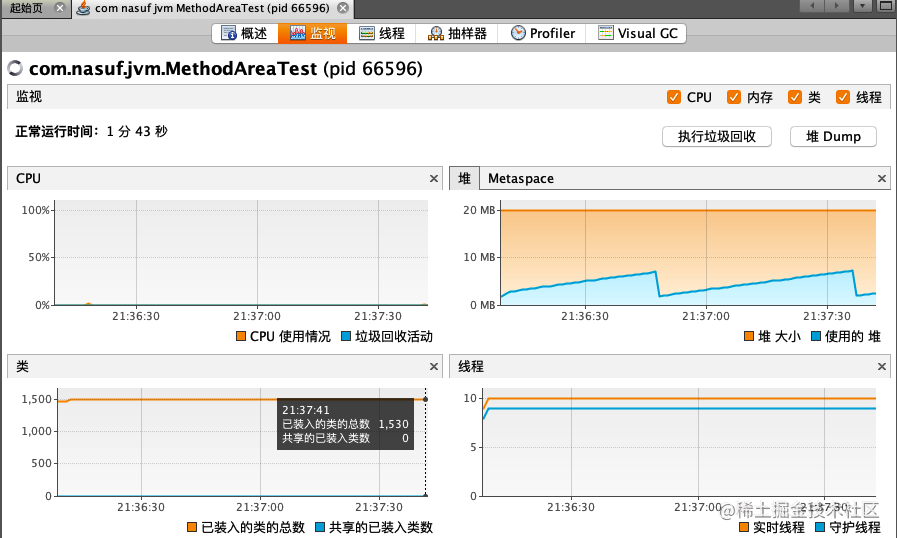 起始页
com nasuf jvm MethodAreaTest (pid 66596)
概述 监视 线程 抽样器 Profiler Visual GC
com.nasuf.jvm.MethodAreaTest (pid 66596)
监视 CPU 内存 类 线程
正常运行时间: 1 分 43 秒 执行垃圾回收 堆 Dump
CPU
100%
50%
0%
21:36:30 21:37:00 21:37:30
CPU 使用情况 垃圾回收活动
堆 Metaspace
20 MB
10 MB
0 MB
21:36:30 21:37:00 21:37:30
堆 大小 使用的 堆
类
1,500
1,000
500
0
21:37:41
已装入的类的总数 1,530
共享的已装入类数 0
21:36:30 21:37:00 21:37:30
已装入的类的总数 共享的已装入类数
线程
10
5
0
21:36:30 21:37:00 21:37:30
实时线程 守护线程
@稀土掘金技术社区